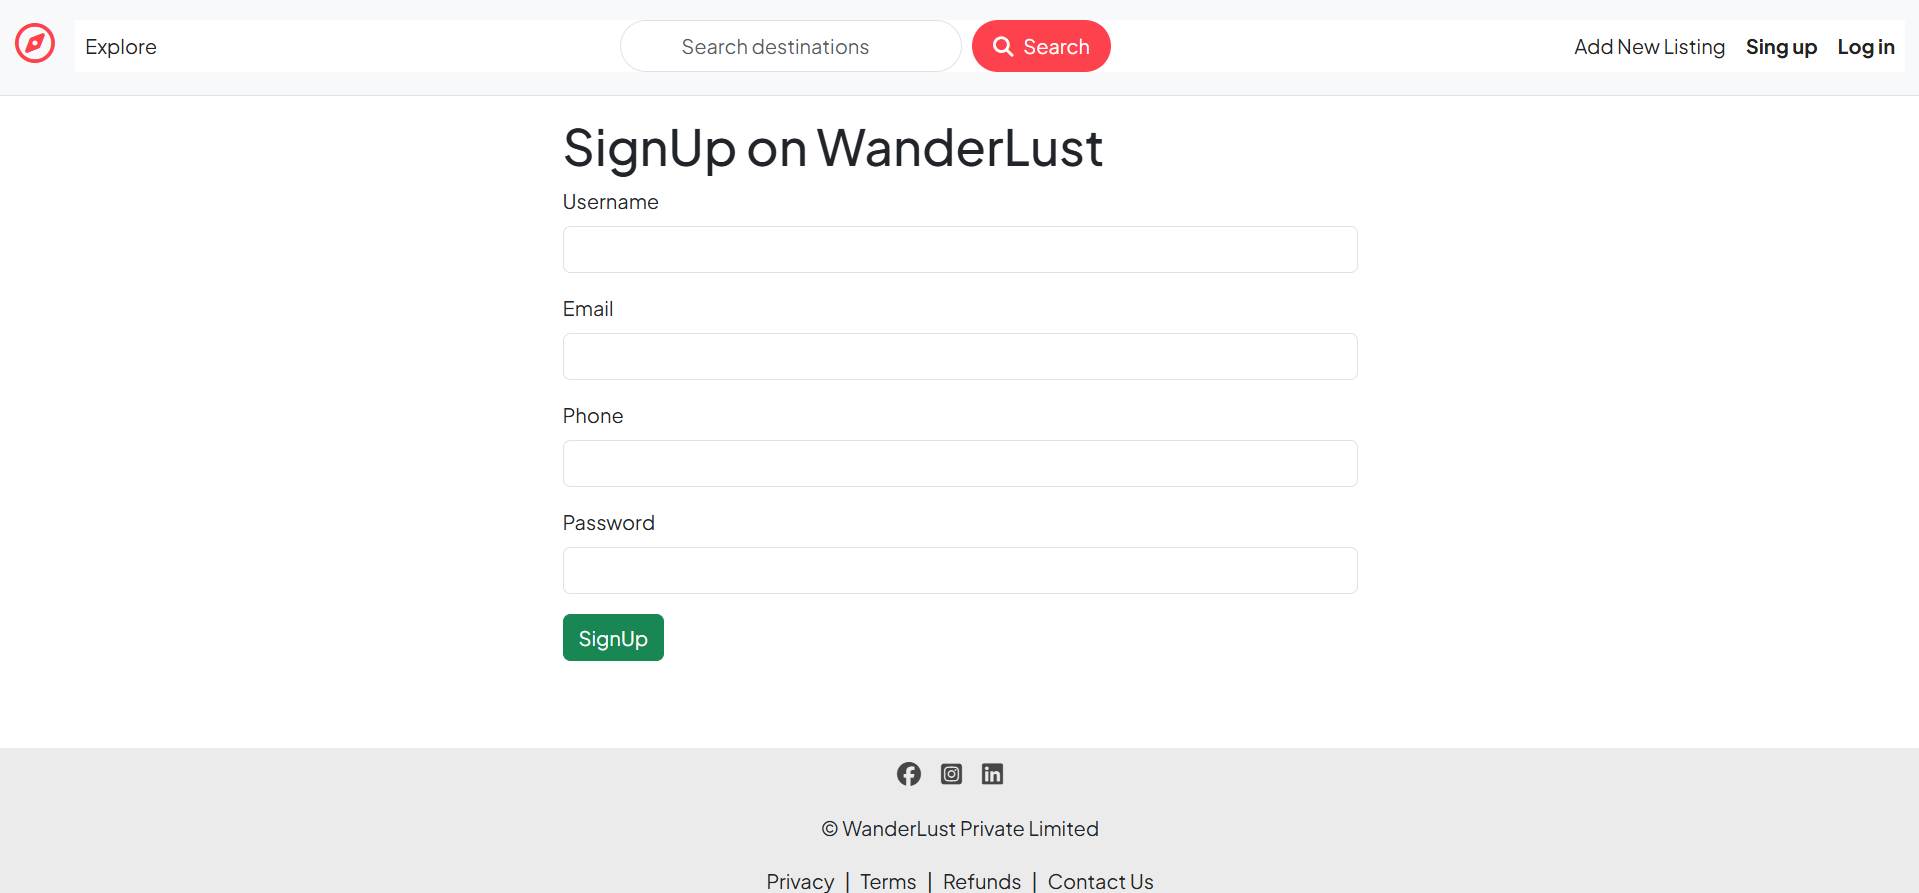 Explore Search destinations Search Add New Listing Sing up Log in
SignUp on WanderLust
Username
Email
Phone
Password
SignUp
© WanderLust Private Limited
Privacy | Terms | Refunds | Contact Us